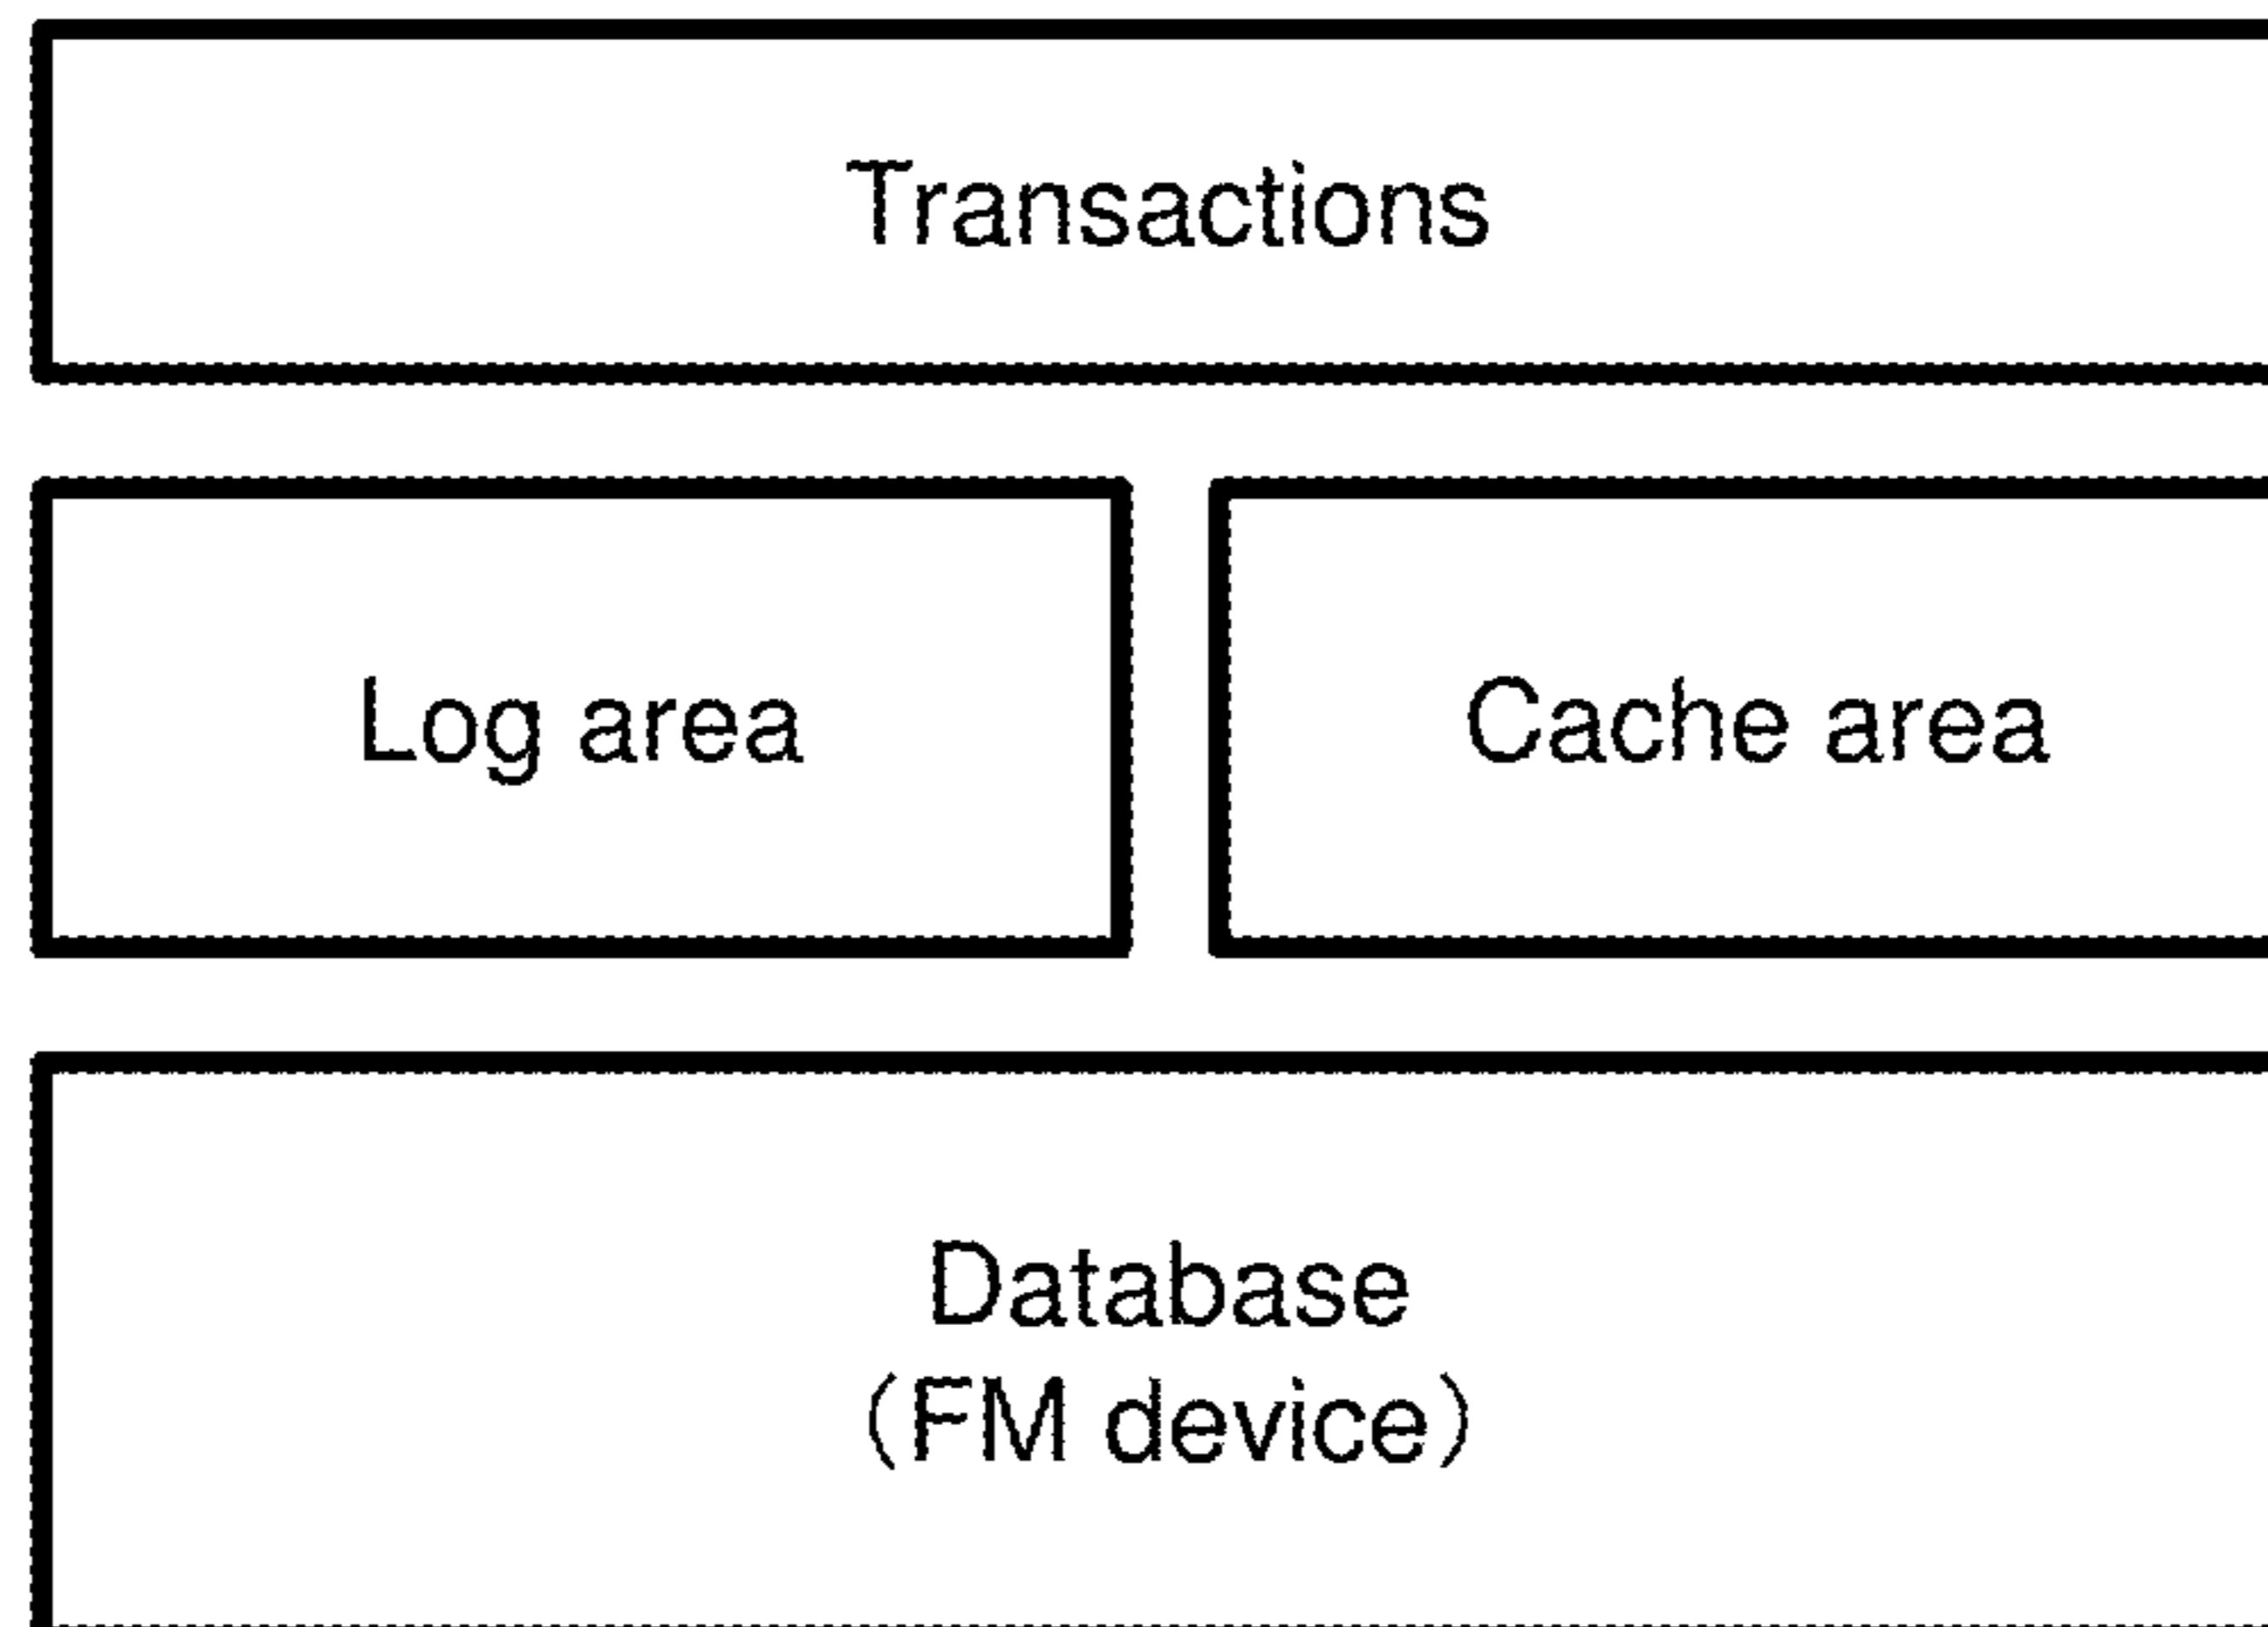 Transactions
Log area
Cache area
Database
(FM device)